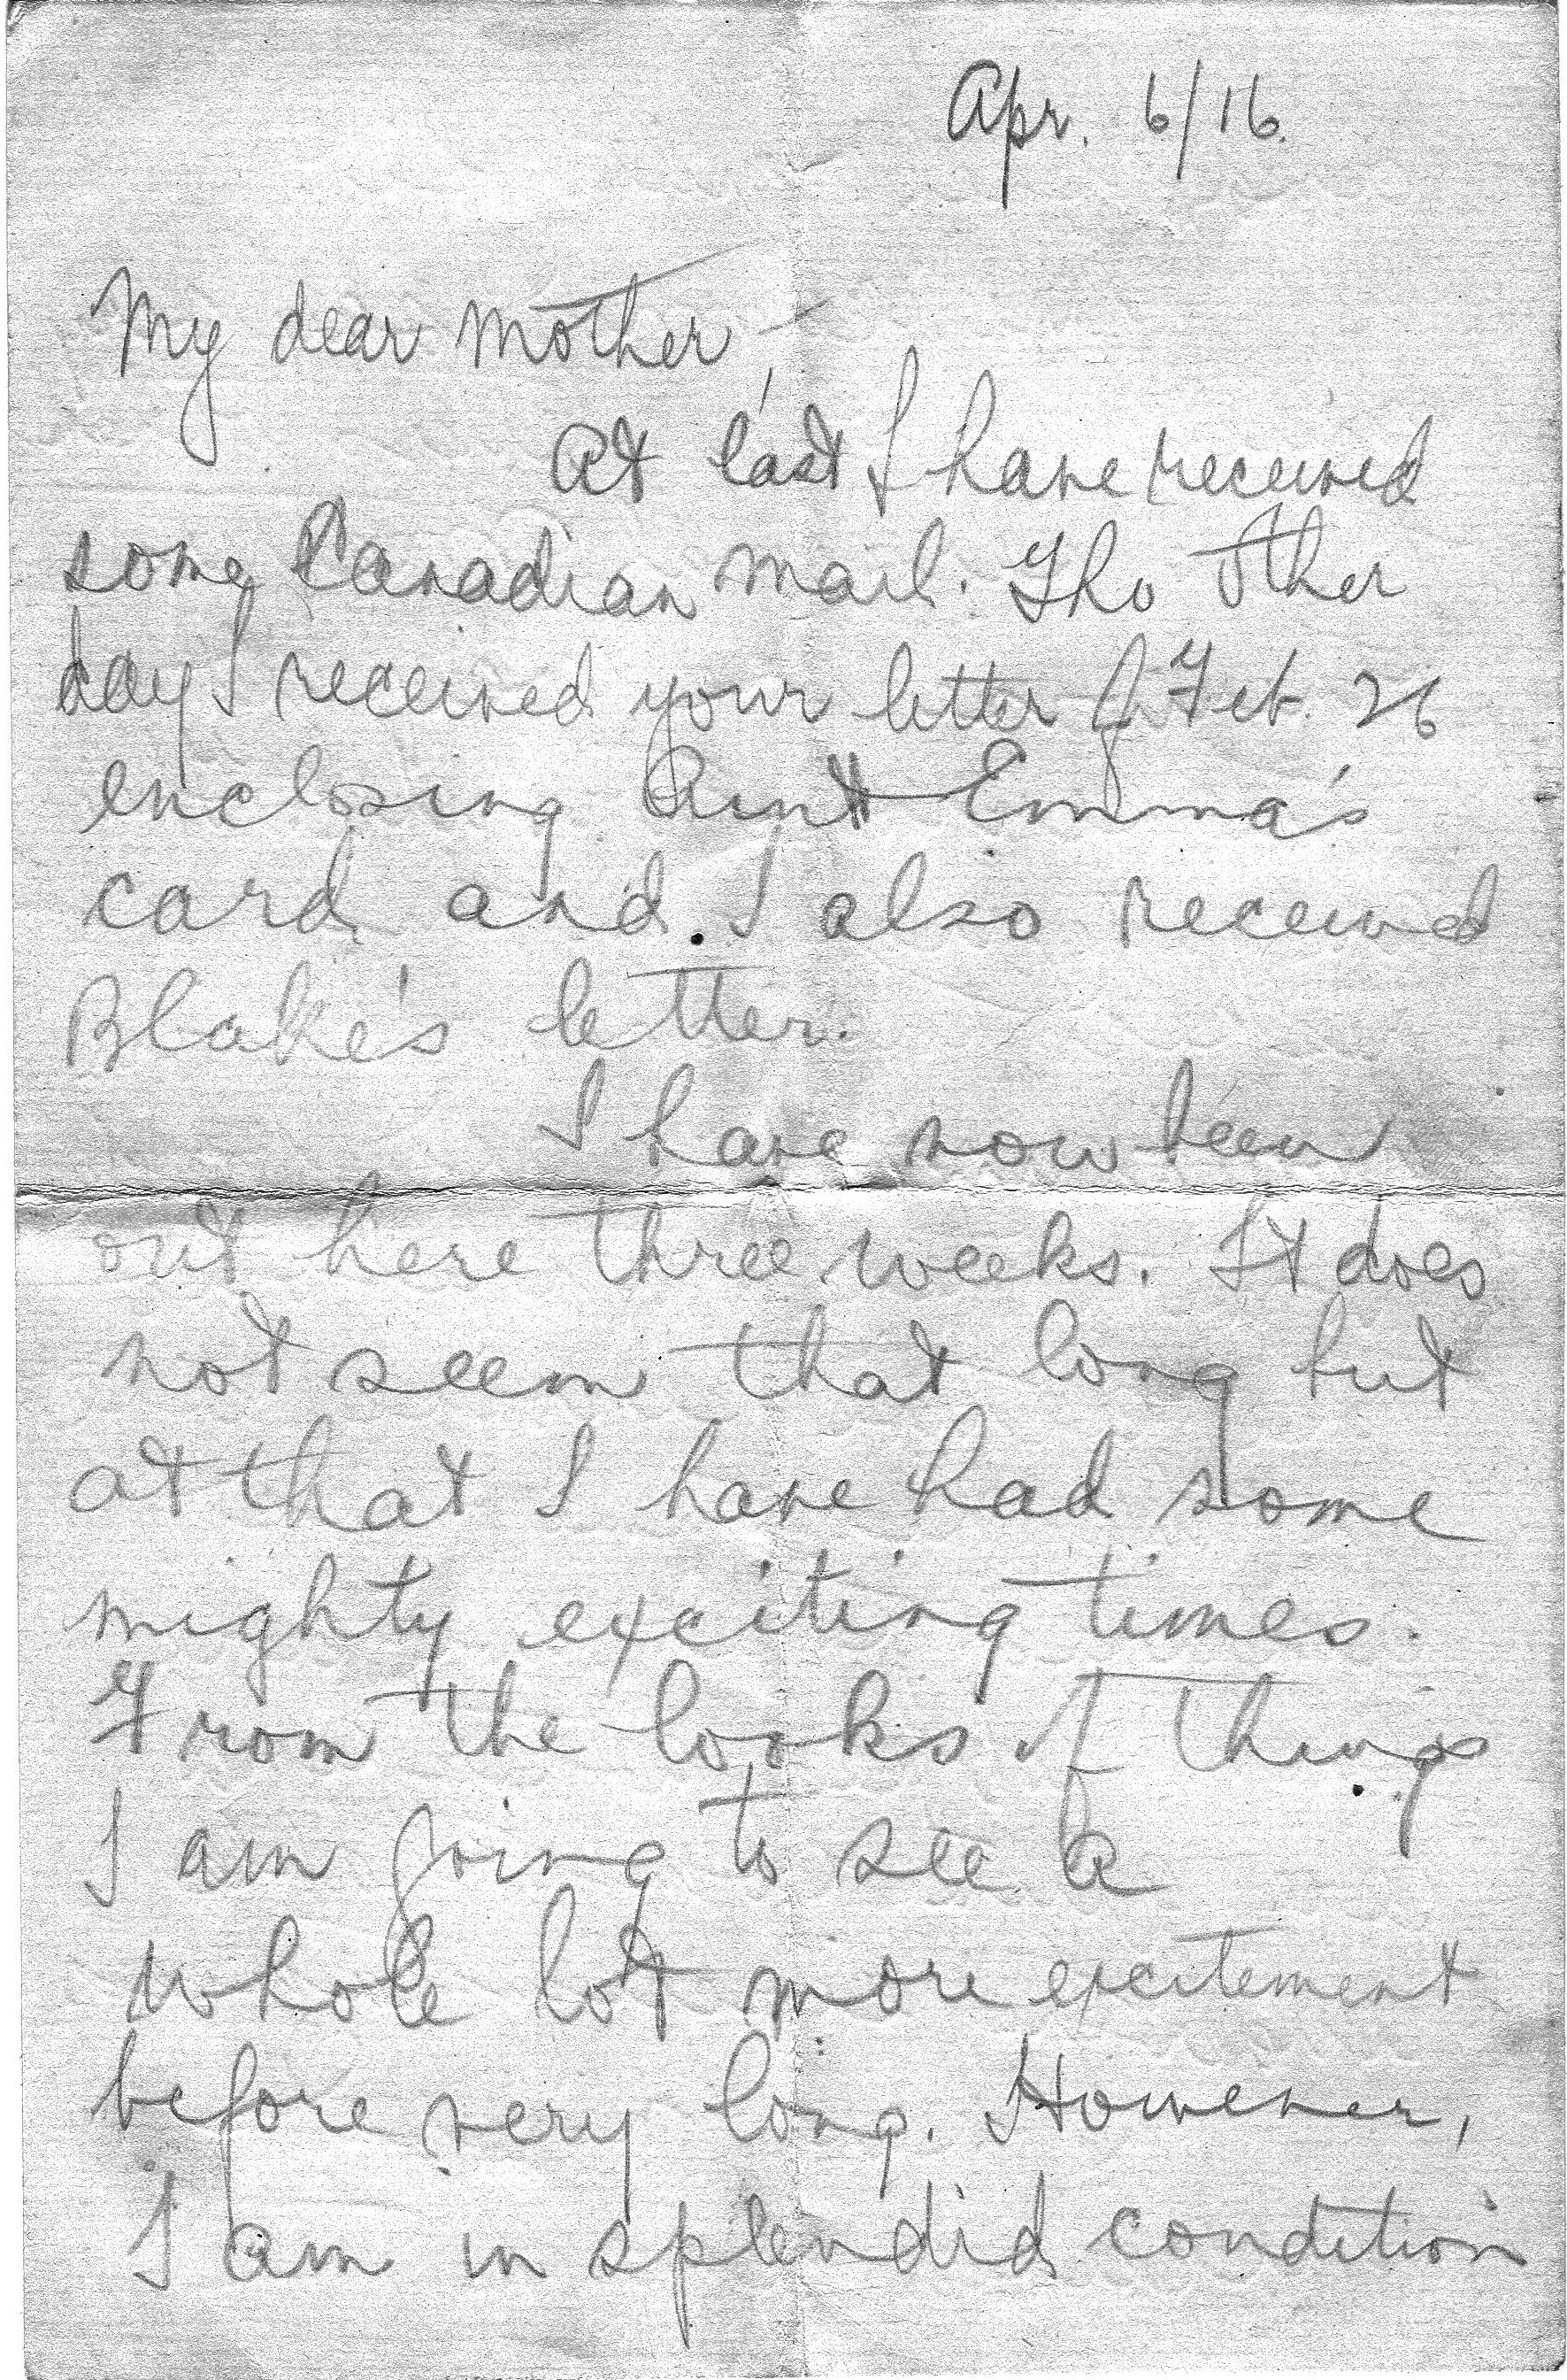 Apr. 6/16.
My dear Mother,
At last I have received
some Canadian mail. The other
day I received your letter of Feb. 26
enclosing Aunt Emma's
card and I also received
Blake's letter.
I have now been
out here three weeks. It does
not seem that long but
at that I have had some
mighty exciting times.
From the looks of things
I am going to see a
whole lot more excitement
before very long. However,
I am in splendid condition